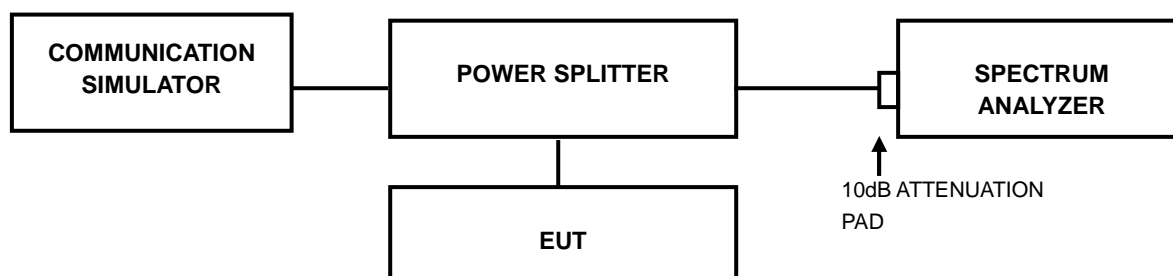 COMMUNICATION
SIMULATOR
POWER SPLITTER
SPECTRUM
ANALYZER
10dB ATTENUATION
PAD
EUT